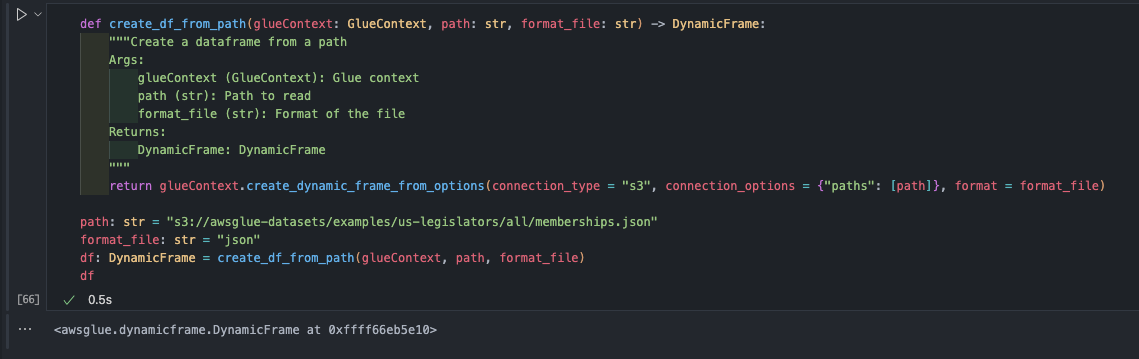 def create_df_from_path(glueContext: GlueContext, path: str, format_file: str) -> DynamicFrame:
    """Create a dataframe from a path
    Args:
        glueContext (GlueContext): Glue context
        path (str): Path to read
        format_file (str): Format of the file
    Returns:
        DynamicFrame: DynamicFrame
    """
    return glueContext.create_dynamic_frame_from_options(connection_type = "s3", connection_options = {"paths": [path]}, format = format_file)
path: str = "s3://awsglue-datasets/examples/us-legislators/all/memberships.json"
format_file: str = "json"
df: DynamicFrame = create_df_from_path(glueContext, path, format_file)
df
[66] ✓ 0.5s
... <awsglue.dynamicframe.DynamicFrame at 0xffff66eb5e10>